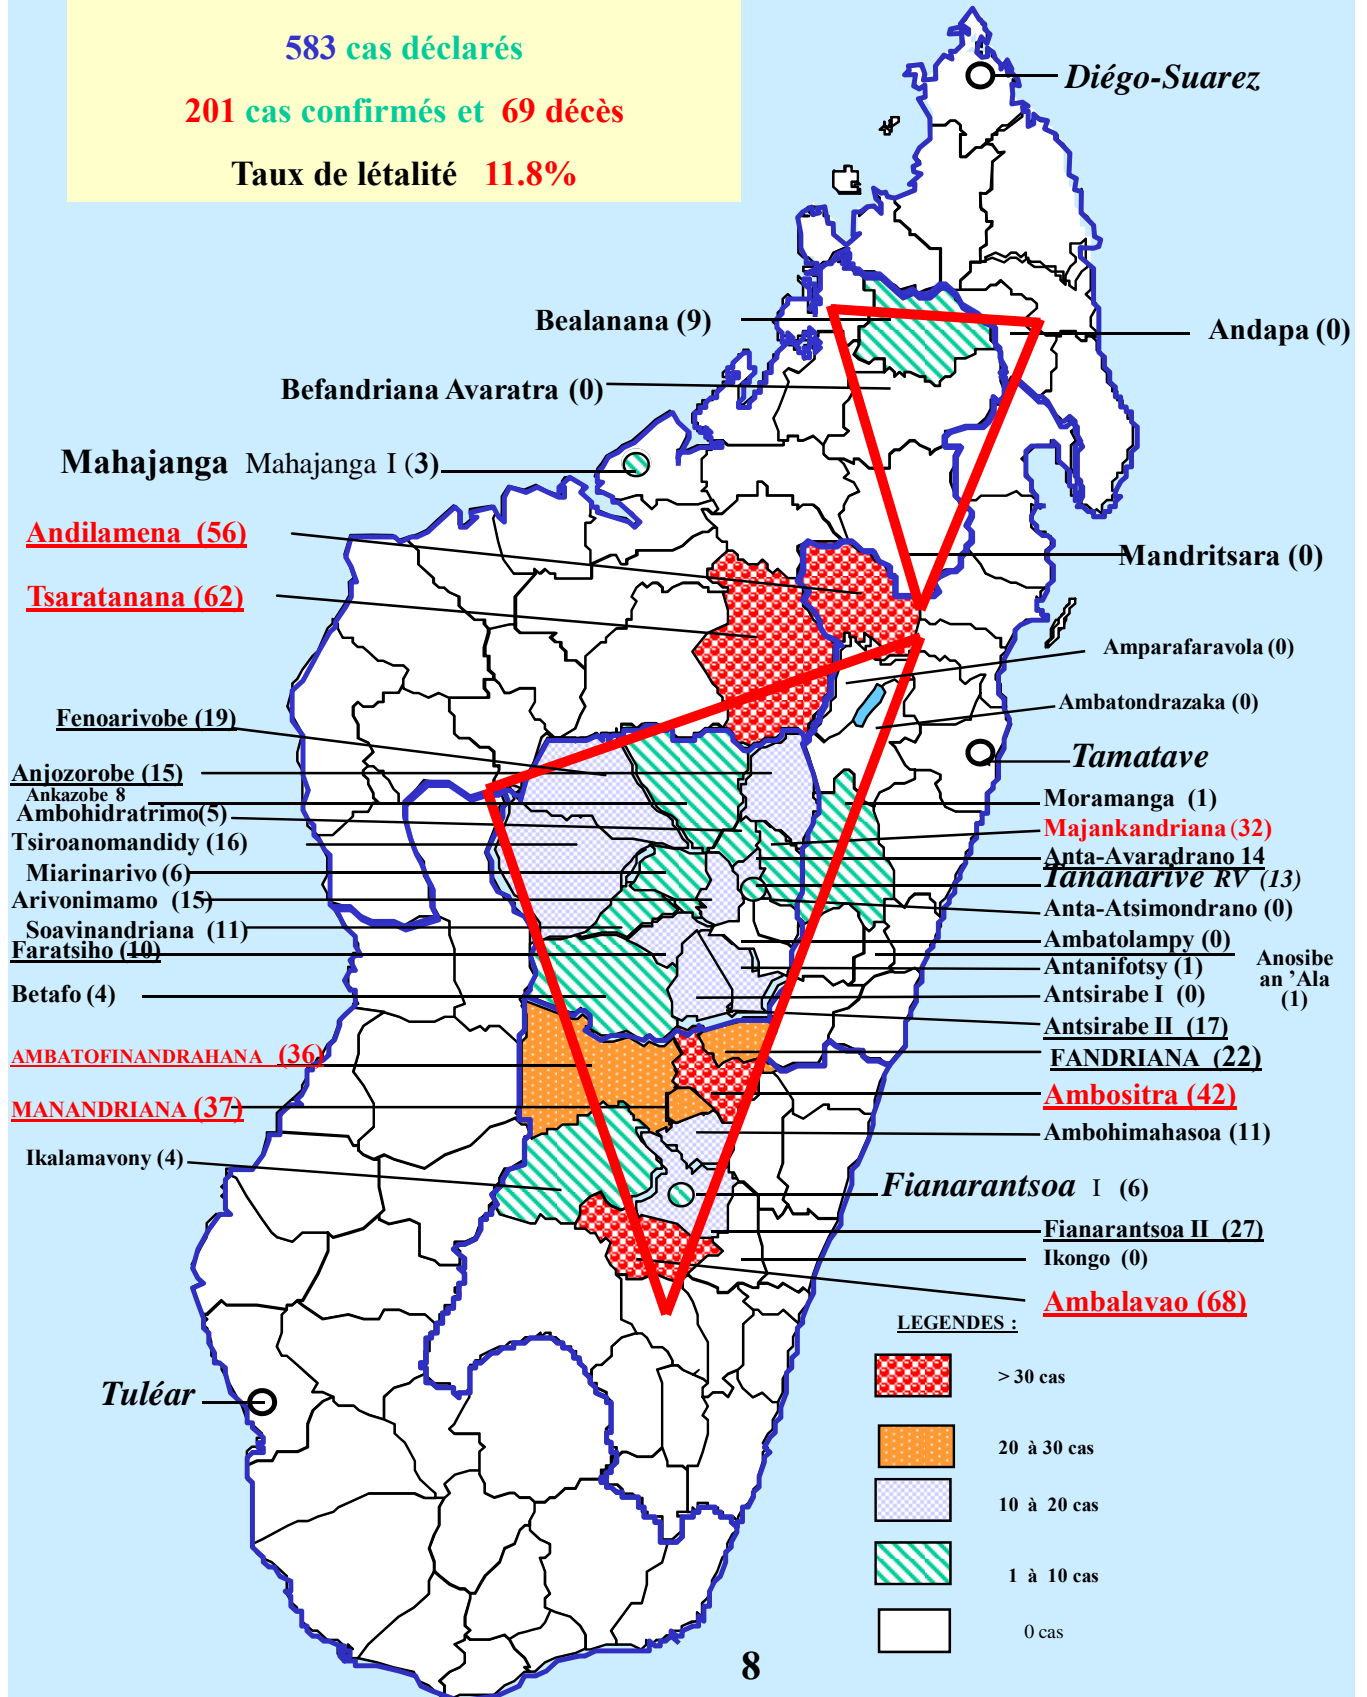 583 cas déclarés
201 cas confirmés et 69 décès
Taux de létalité 11.8%
Diégo-Suarez
Bealanana (9)
Andapa (0)
Befandriana Avaratra (0)
Mahajanga Mahajanga I (3)
Andilamena (56)
Mandritsara (0)
Tsaratanana (62)
Amparafaravola (0)
Fenoarivobe (19)
Ambatondrazaka (0)
Tamatave
Anjozorobe (15)
Ankazobe 8
Moramanga (1)
Ambohidratrimo(5)
Majankandriana (32)
Tsiroanomandidy (16)
Anta-Avaradrano 14
Miarinarivo (6)
Tananarive RV (13)
Arivonimamo (15)
Anta-Atsimondrano (0)
Soavinandriana (11)
Ambatolampy (0)
Faratsiho (10)
Anosibe
an ’Ala
(1)
Antanifotsy (1)
Betafo (4)
Antsirabe I (0)
Antsirabe II (17)
AMBATOFINANDRAHANA (36)
FANDRIANA (22)
MANANDRIANA (37)
Ambositra (42)
Ambohimahasoa (11)
Ikalamavony (4)
Fianarantsoa I (6)
Fianarantsoa II (27)
Ikongo (0)
Ambalavao (68)
LEGENDES :
> 30 cas
Tuléar
20 à 30 cas
10 à 20 cas
1 à 10 cas
0 cas
8